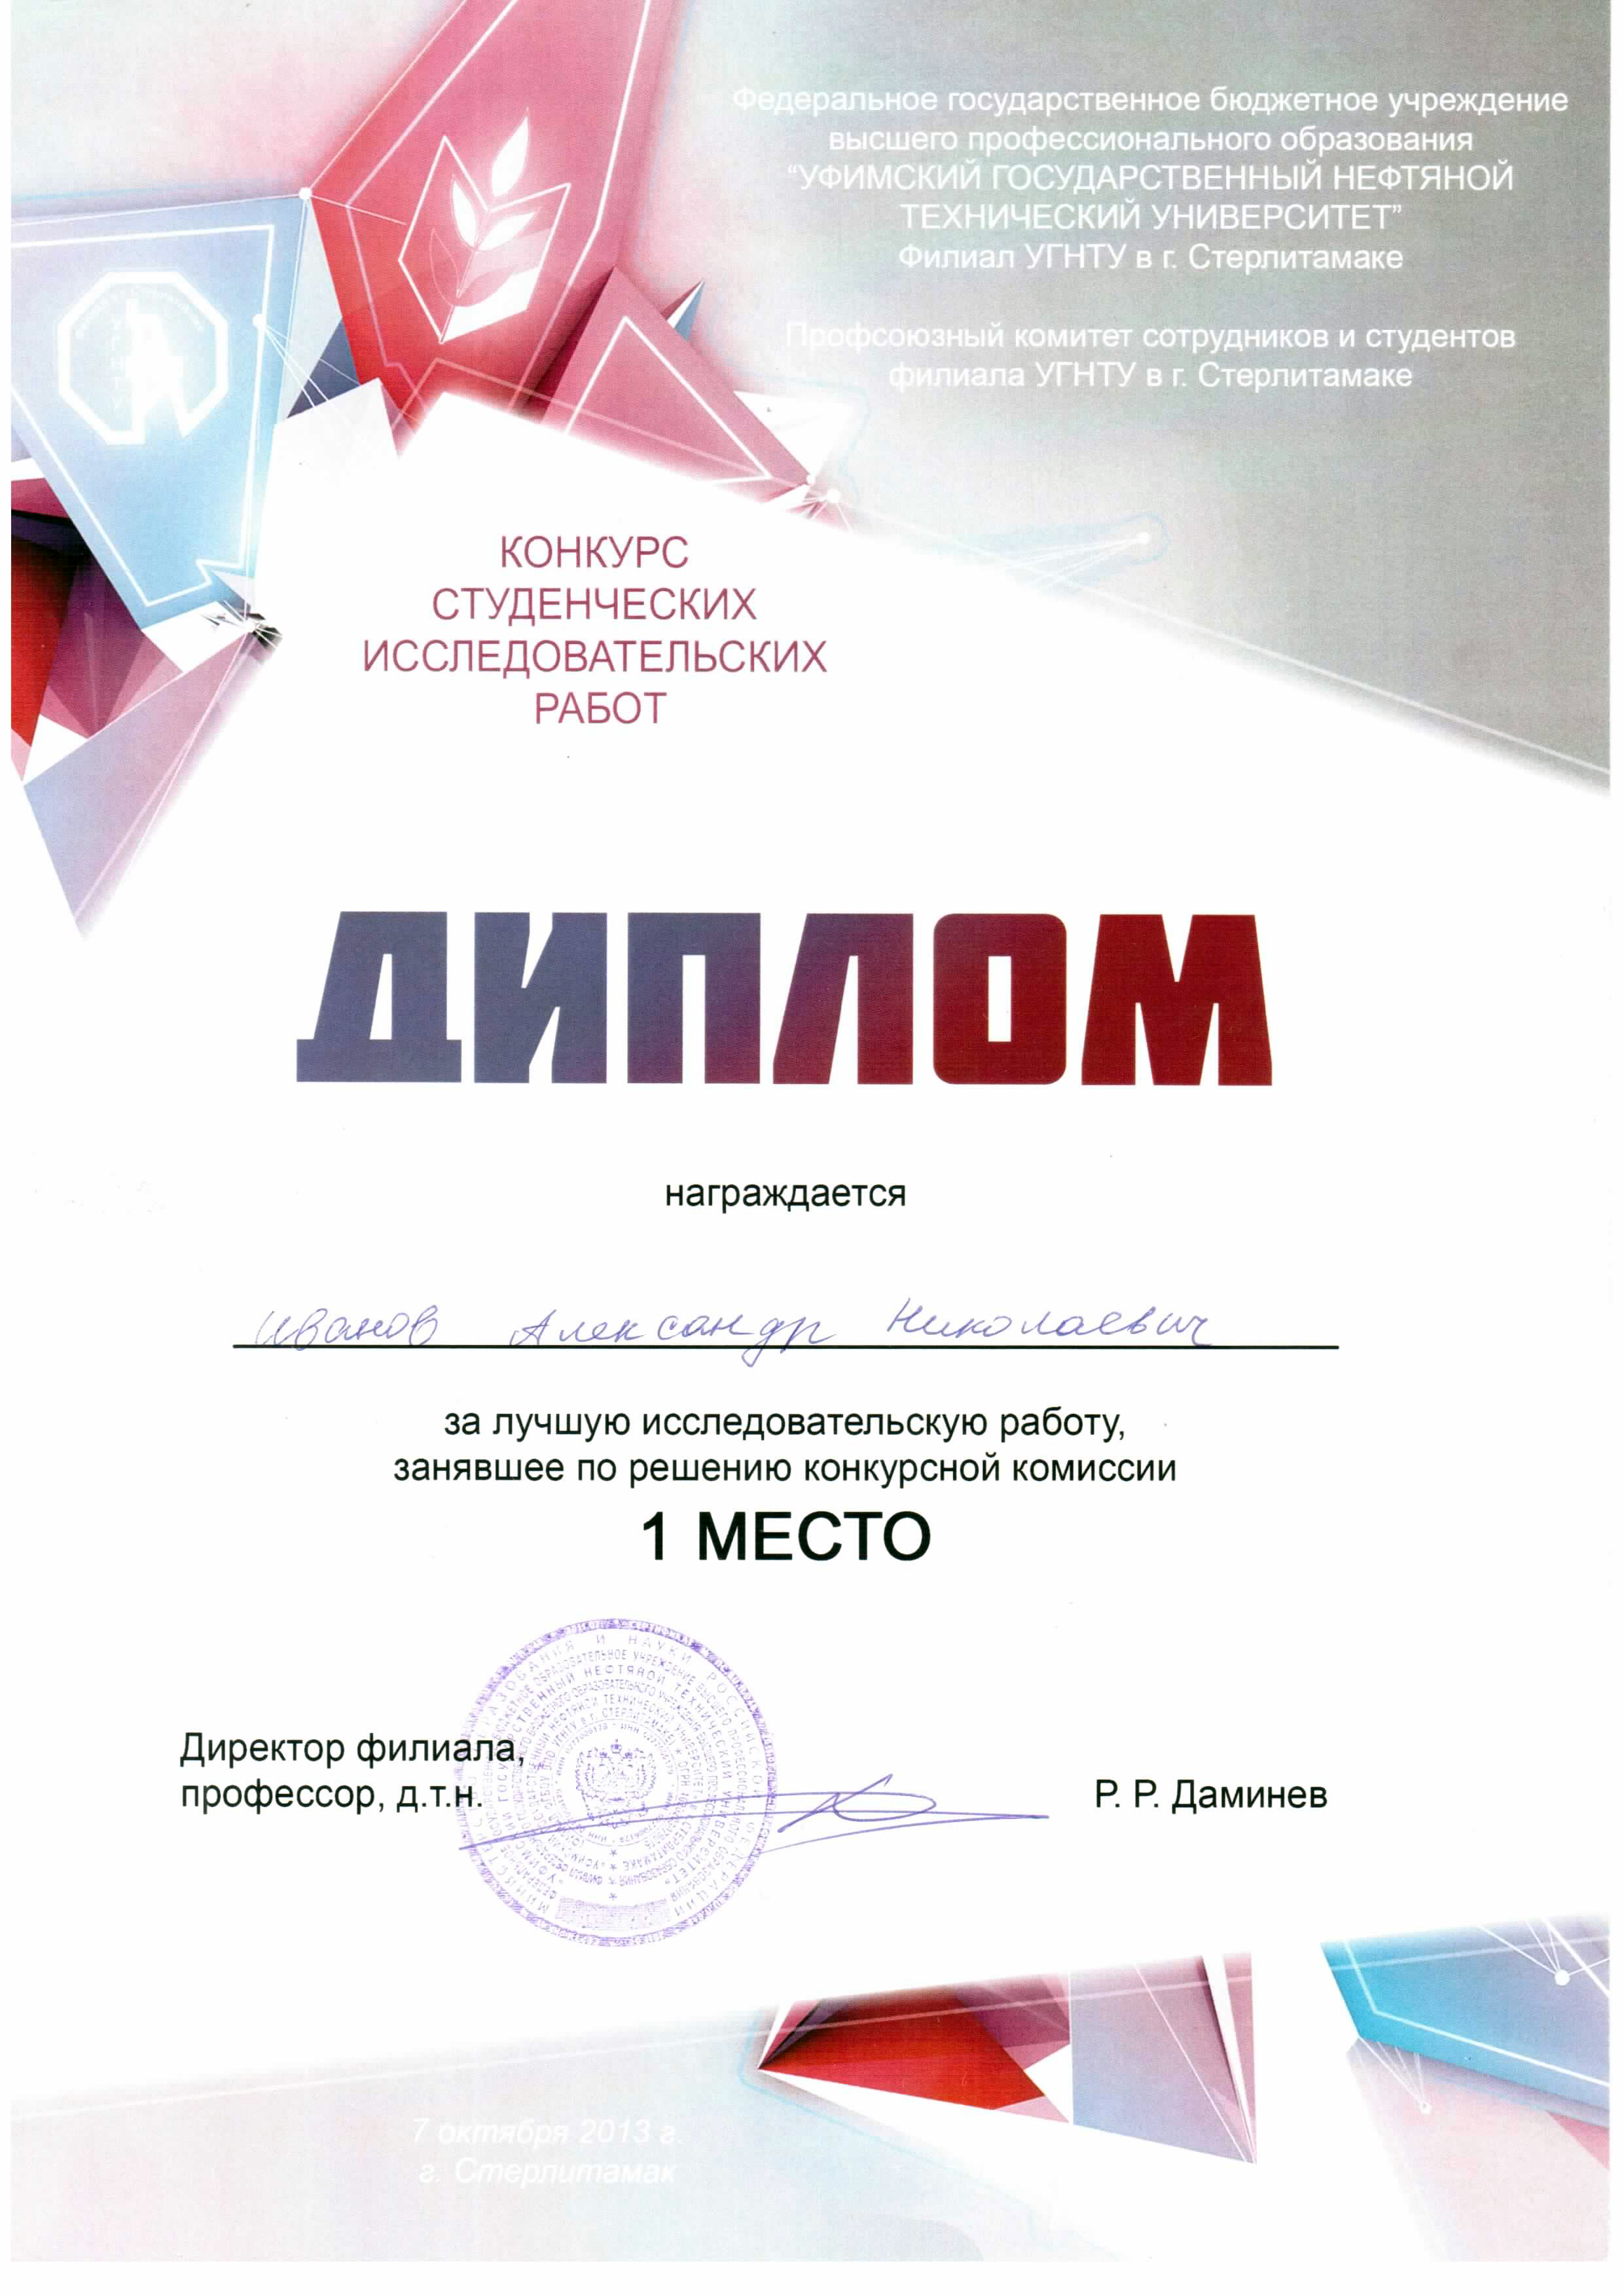 Федеральное государственное бюджетное учреждение
высшего профессионального образования
“УФИМСКИЙ ГОСУДАРСТВЕННЫЙ НЕФТЯНОЙ
ТЕХНИЧЕСКИЙ УНИВЕРСИТЕТ”
Филиал УГНТУ в г. Стерлитамаке
Профсоюзный комитет сотрудников и студентов
филиала УГНТУ в г. Стерлитамаке
УГНТУ
КОНКУРС
СТУДЕНЧЕСКИХ
ИССЛЕДОВАТЕЛЬСКИХ
РАБОТ
ДИПЛОМ
награждается
Иванов Александр Николаевич
за лучшую исследовательскую работу,
занявшее по решению конкурсной комиссии
1 МЕСТО
Директор филиала,
профессор, д.т.н.
Р. Р. Даминев
7 октября 2013 г.
г. Стерлитамак